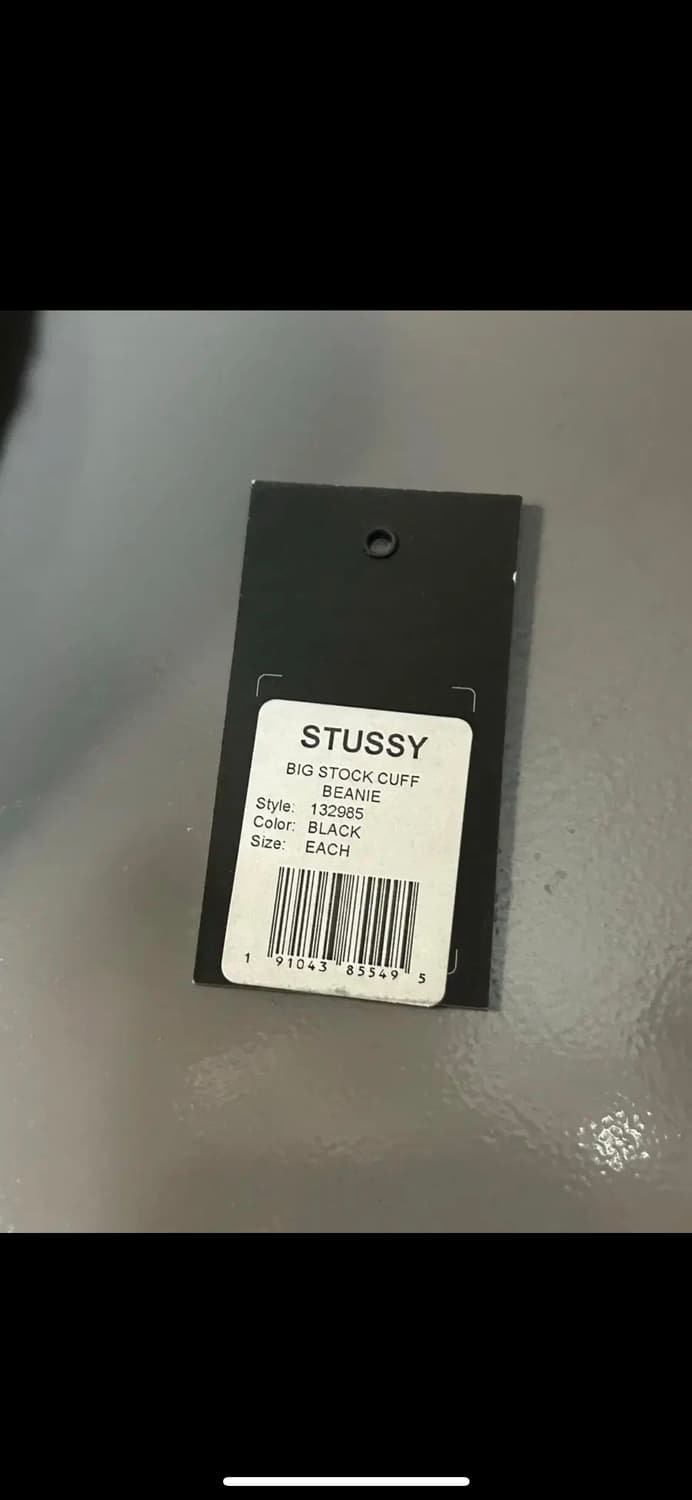 STUSSY
BIG STOCK CUFF
BEANIE
Style: 132985
Color: BLACK
Size: EACH
1 91043 85549 5